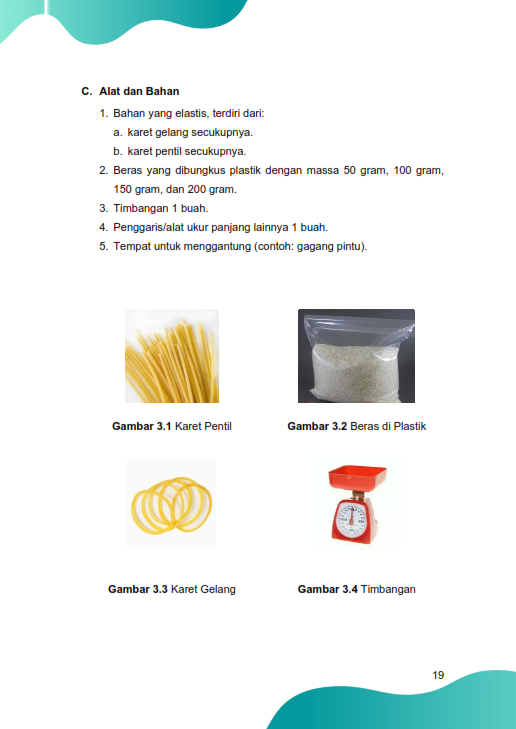 C. Alat dan Bahan
1. Bahan yang elastis, terdiri dari:
a. karet gelang secukupnya.
b. karet pentil secukupnya.
2. Beras yang dibungkus plastik dengan massa 50 gram, 100 gram,
150 gram, dan 200 gram.
3. Timbangan 1 buah.
4. Penggaris/alat ukur panjang lainnya 1 buah.
5. Tempat untuk menggantung (contoh: gagang pintu).
Gambar 3.1 Karet Pentil
Gambar 3.2 Beras di Plastik
Gambar 3.3 Karet Gelang
Gambar 3.4 Timbangan
19